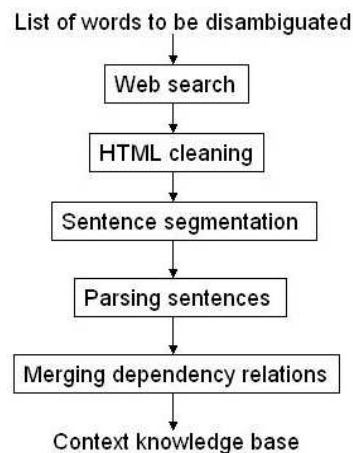 List of words to be disambiguated
Web search
HTML cleaning
Sentence segmentation
Parsing sentences
Merging dependency relations
Context knowledge base